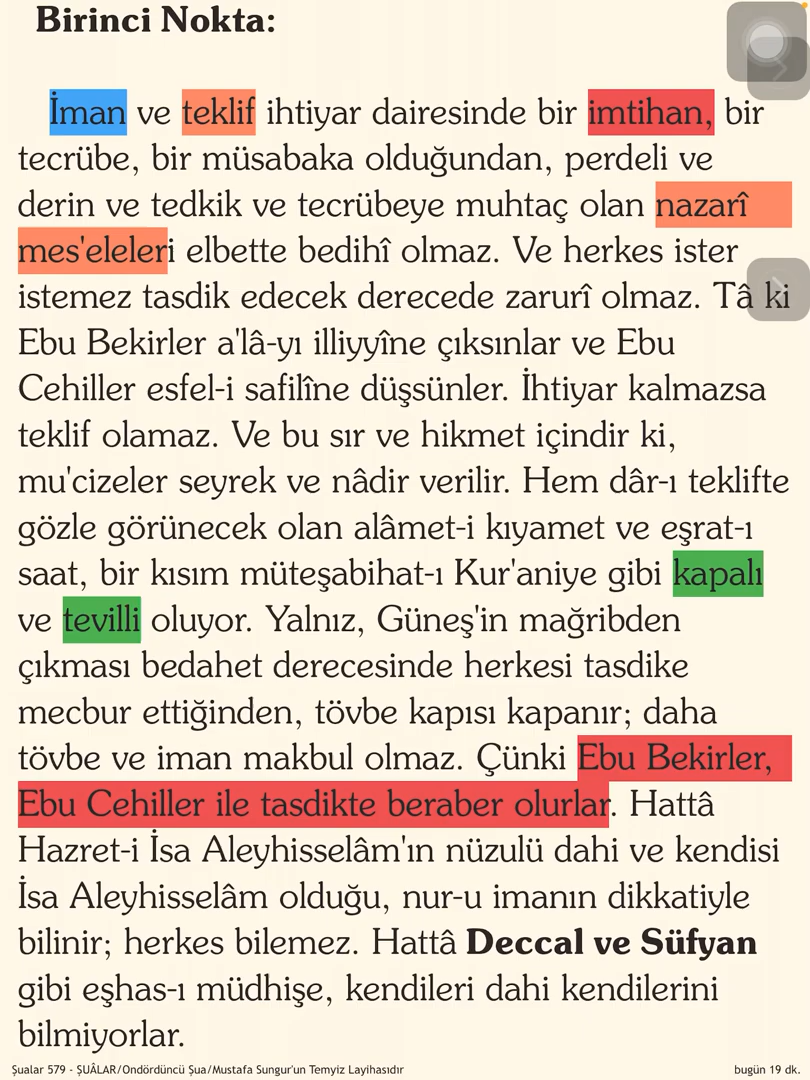 Birinci Nokta:
İman ve teklif ihtiyar dairesinde bir imtihan, bir
tecrübe, bir müsabaka olduğundan, perdeli ve
derin ve tedkik ve tecrübeye muhtaç olan nazarî
mes'eleleri elbette bedihî olmaz. Ve herkes ister
istemez tasdik edecek derecede zarurî olmaz. Tâ ki
Ebu Bekirler a'lâ-yı illiyyîne çıksınlar ve Ebu
Cehiller esfel-i safilîne düşsünler. İhtiyar kalmazsa
teklif olamaz. Ve bu sır ve hikmet içindir ki,
mu'cizeler seyrek ve nâdir verilir. Hem dâr-ı teklifte
gözle görünecek olan alâmet-i kıyamet ve eşrat-ı
saat, bir kısım müteşabihat-ı Kur'aniye gibi kapalı
ve tevilli oluyor. Yalnız, Güneş'in mağribden
çıkması bedahet derecesinde herkesi tasdike
mecbur ettiğinden, tövbe kapısı kapanır; daha
tövbe ve iman makbul olmaz. Çünki Ebu Bekirler,
Ebu Cehiller ile tasdikte beraber olurlar. Hattâ
Hazret-i İsa Aleyhisselâm'ın nüzulü dahi ve kendisi
İsa Aleyhisselâm olduğu, nur-u imanın dikkatiyle
bilinir; herkes bilemez. Hattâ Deccal ve Süfyan
gibi eşhas-ı müdhişe, kendileri dahi kendilerini
bilmiyorlar.
Şualar 579 - ŞUÂLAR/Ondördüncü Şua/Mustafa Sungur'un Temyiz Layihasıdır
bugün 19 dk.